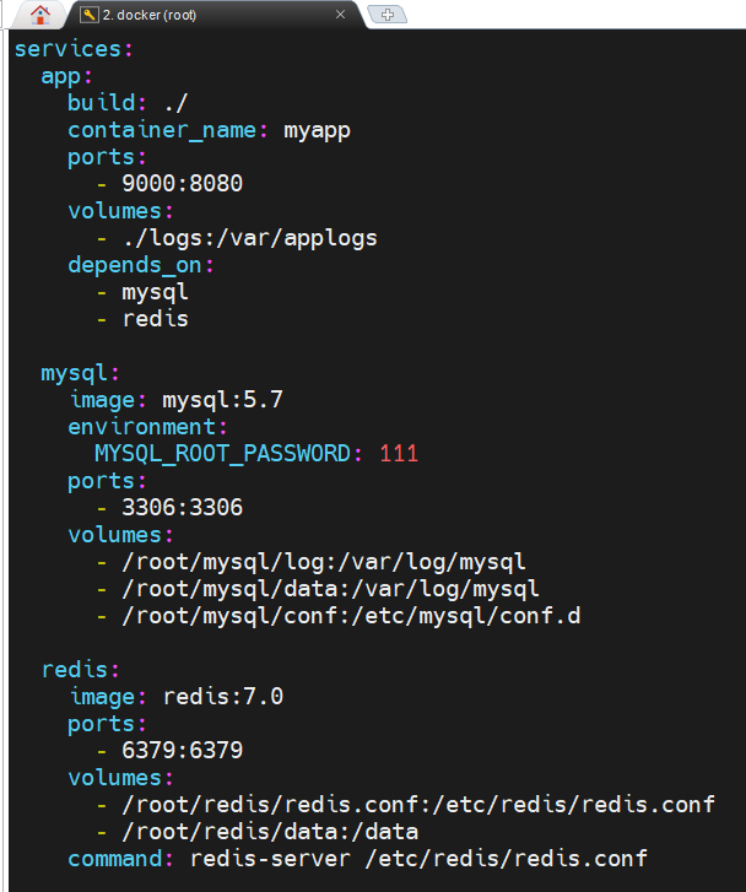 2. docker (root)
services:
  app:
    build: ./
    container_name: myapp
    ports:
      - 9000:8080
    volumes:
      - ./logs:/var/applogs
    depends_on:
      - mysql
      - redis

  mysql:
    image: mysql:5.7
    environment:
      MYSQL_ROOT_PASSWORD: 111
    ports:
      - 3306:3306
    volumes:
      - /root/mysql/log:/var/log/mysql
      - /root/mysql/data:/var/log/mysql
      - /root/mysql/conf:/etc/mysql/conf.d

  redis:
    image: redis:7.0
    ports:
      - 6379:6379
    volumes:
      - /root/redis/redis.conf:/etc/redis/redis.conf
      - /root/redis/data:/data
    command: redis-server /etc/redis/redis.conf